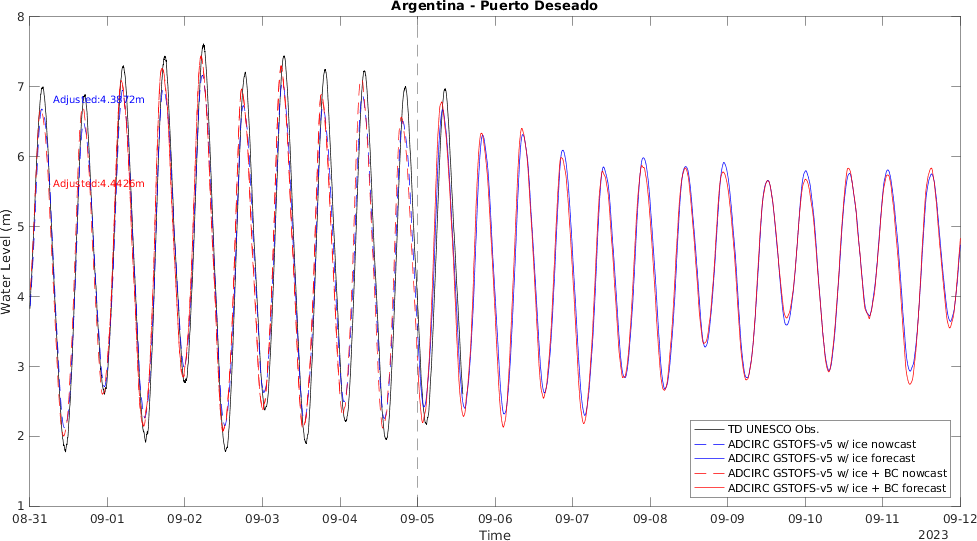 Argentina - Puerto Deseado
8
7
6
5
4
3
2
1
Water Level (m)
Adjusted:4.3872m
Adjusted:4.4426m
TD UNESCO Obs.
ADCIRC GSTOFS-v5 w/ ice nowcast
ADCIRC GSTOFS-v5 w/ ice forecast
ADCIRC GSTOFS-v5 w/ ice + BC nowcast
ADCIRC GSTOFS-v5 w/ ice + BC forecast
08-31 09-01 09-02 09-03 09-04 09-05 09-06 09-07 09-08 09-09 09-10 09-11 09-12
Time
2023